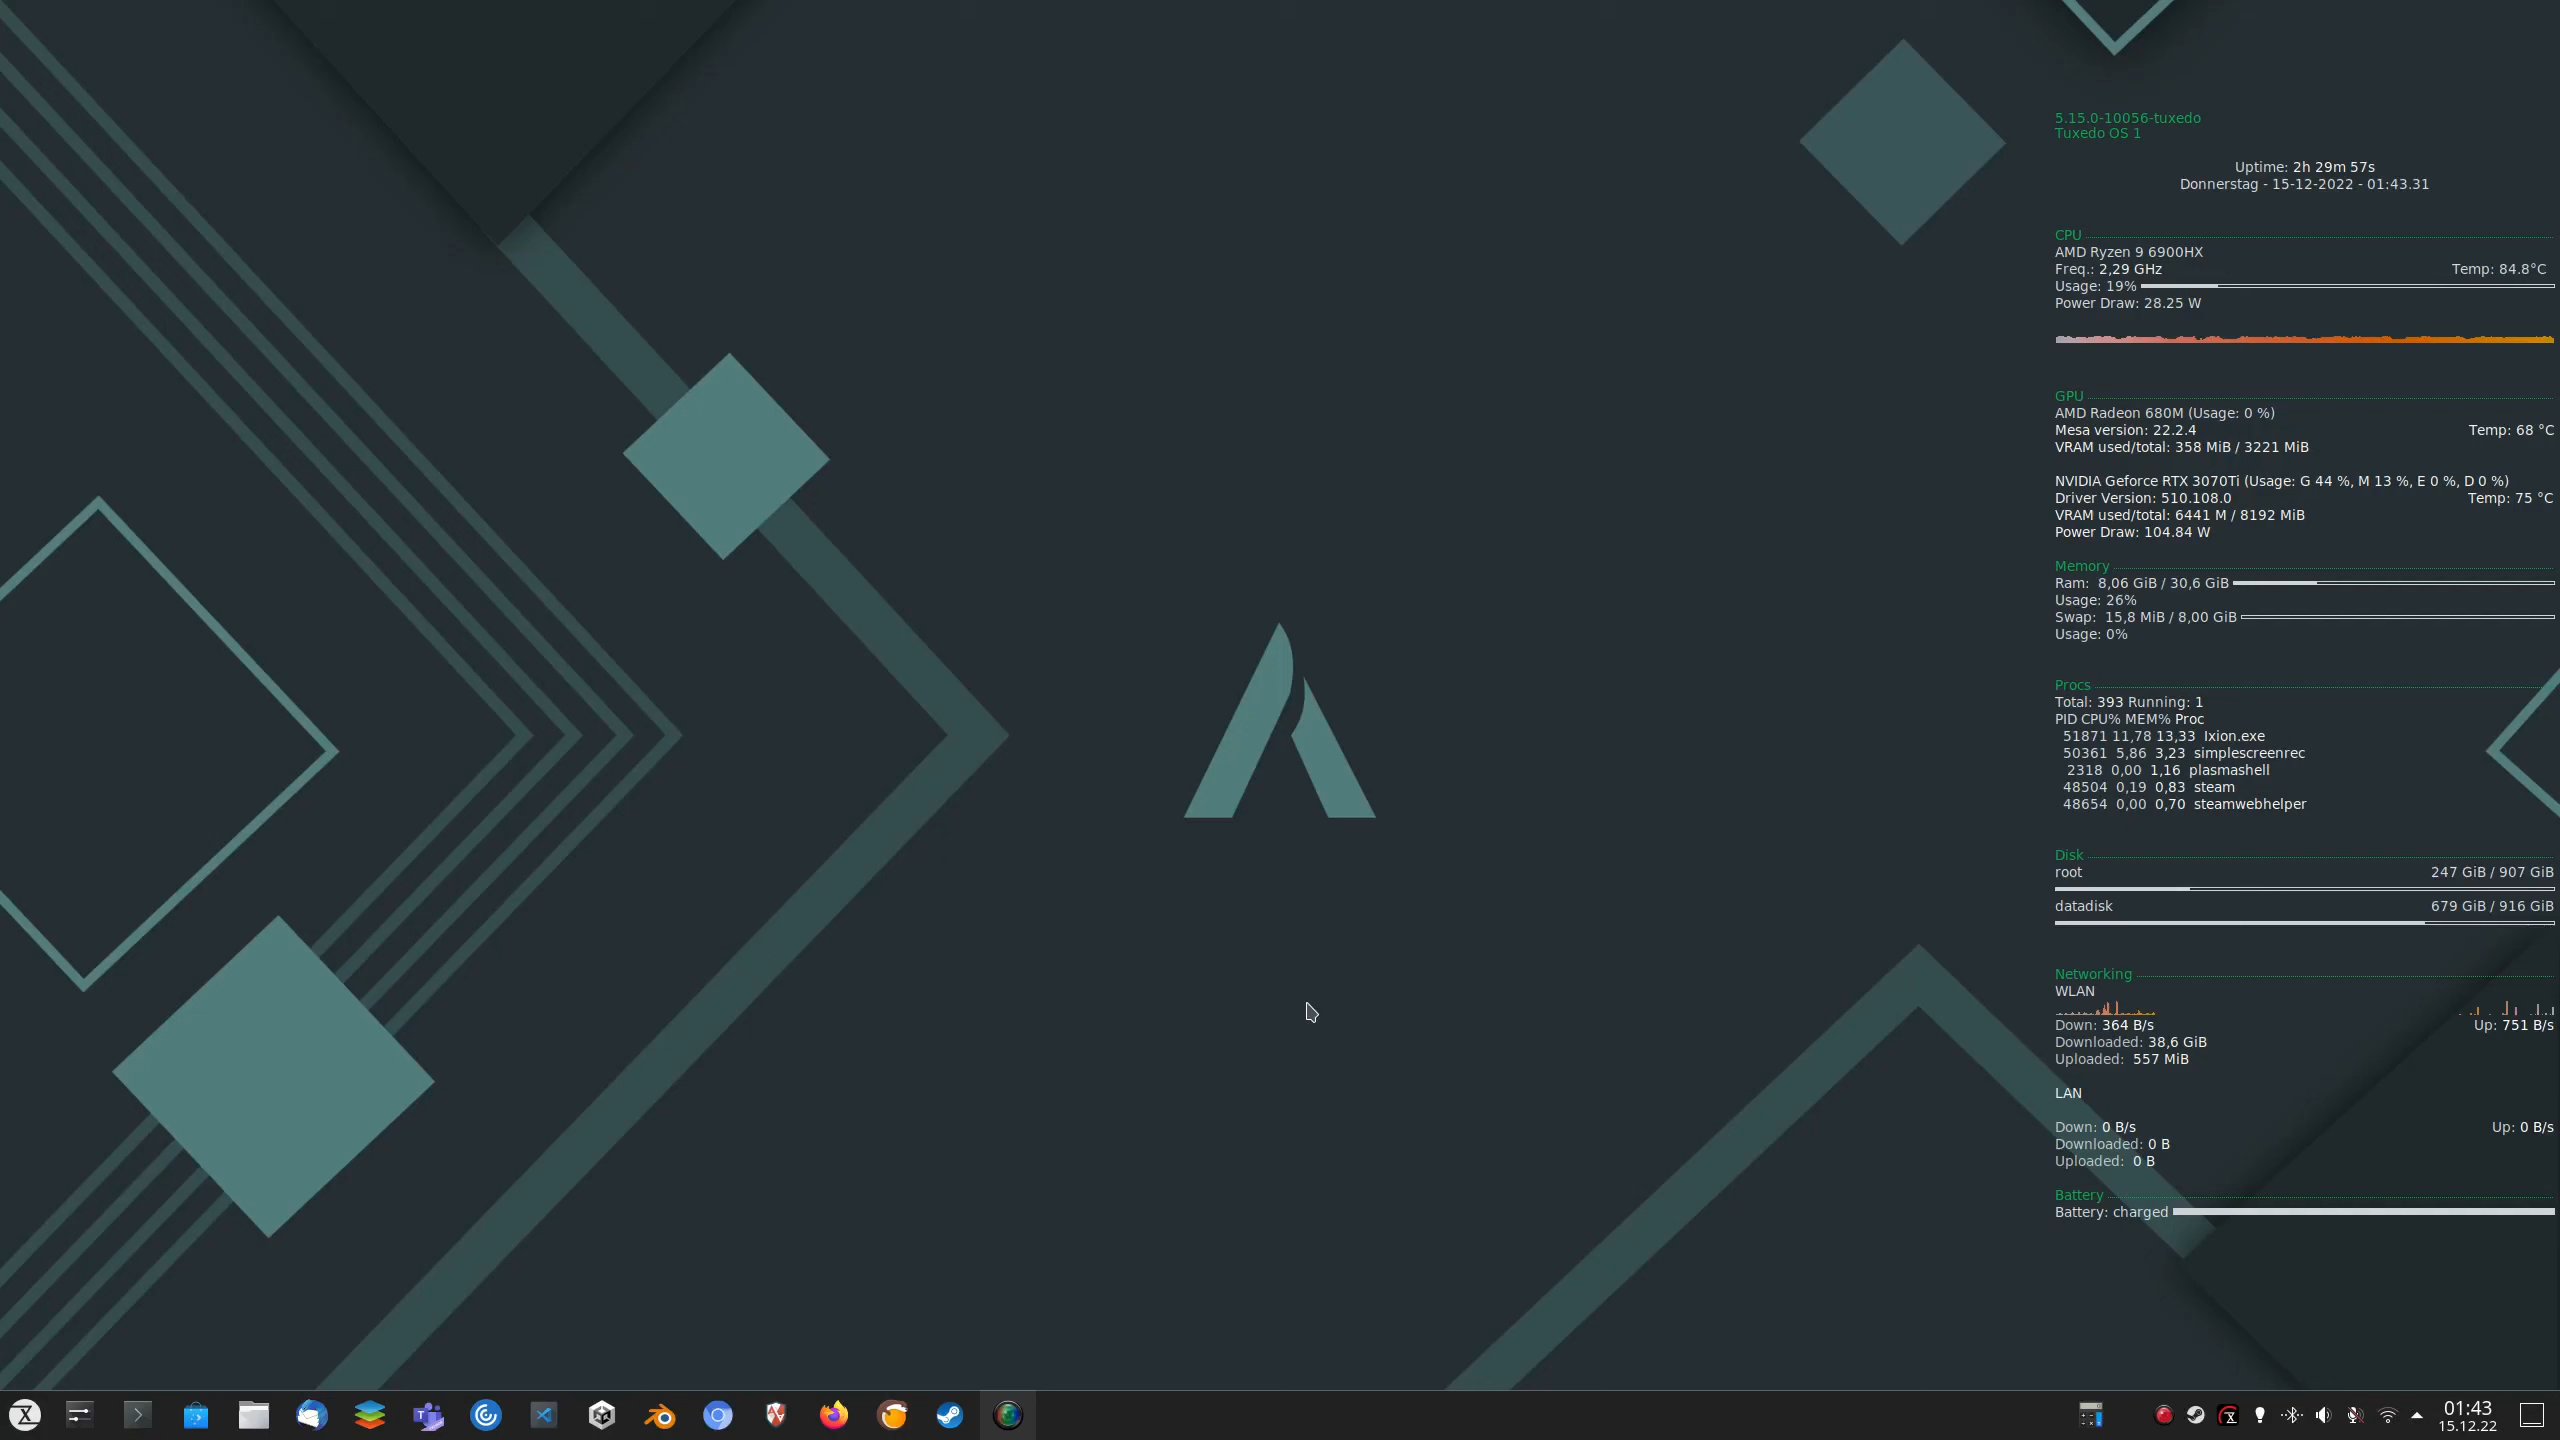 5.15.0-10056-tuxedo
Tuxedo OS 1
Uptime: 2h 29m 57s
Donnerstag - 15-12-2022 - 01:43.31
CPU
AMD Ryzen 9 6900HX
Freq.: 2,29 GHz Temp: 84.8°C
Usage: 19%
Power Draw: 28.25 W
GPU
AMD Radeon 680M (Usage: 0 %)
Mesa version: 22.2.4 Temp: 68 °C
VRAM used/total: 358 MiB / 3221 MiB
NVIDIA Geforce RTX 3070Ti (Usage: G 44 %, M 13 %, E 0 %, D 0 %)
Driver Version: 510.108.0 Temp: 75 °C
VRAM used/total: 6441 M / 8192 MiB
Power Draw: 104.84 W
Memory
Ram: 8,06 GiB / 30,6 GiB
Usage: 26%
Swap: 15,8 MiB / 8,00 GiB
Usage: 0%
Procs
Total: 393 Running: 1
PID CPU% MEM% Proc
51871 11,78 13,33 Ixion.exe
50361 5,86 3,23 simplescreenrec
2318 0,00 1,16 plasmashell
48504 0,19 0,83 steam
48654 0,00 0,70 steamwebhelper
Disk
root 247 GiB / 907 GiB
datadisk 679 GiB / 916 GiB
Networking
WLAN
Down: 364 B/s Up: 751 B/s
Downloaded: 38,6 GiB
Uploaded: 557 MiB
LAN
Down: 0 B/s Up: 0 B/s
Downloaded: 0 B
Uploaded: 0 B
Battery
Battery: charged
01:43
15.12.22